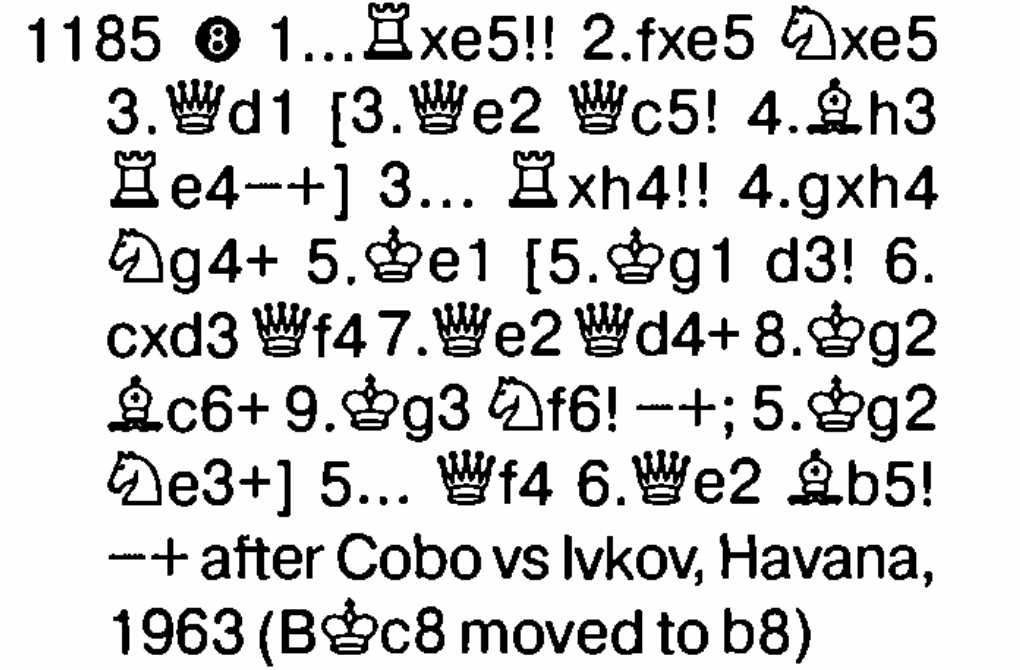 1185 ❽ 1...♖xe5!! 2.fxe5 ♘xe5
3.♕d1 [3.♕e2 ♕c5! 4.♗h3
♖e4–+] 3... ♖xh4!! 4.gxh4
♘g4+ 5.♔e1 [5.♔g1 d3! 6.
cxd3 ♕f4 7.♕e2 ♕d4+ 8.♔g2
♗c6+ 9.♔g3 ♘f6! –+; 5.♔g2
♘e3+] 5... ♕f4 6.♕e2 ♗b5!
–+ after Cobo vs Ivkov, Havana,
1963 (B♔c8 moved to b8)